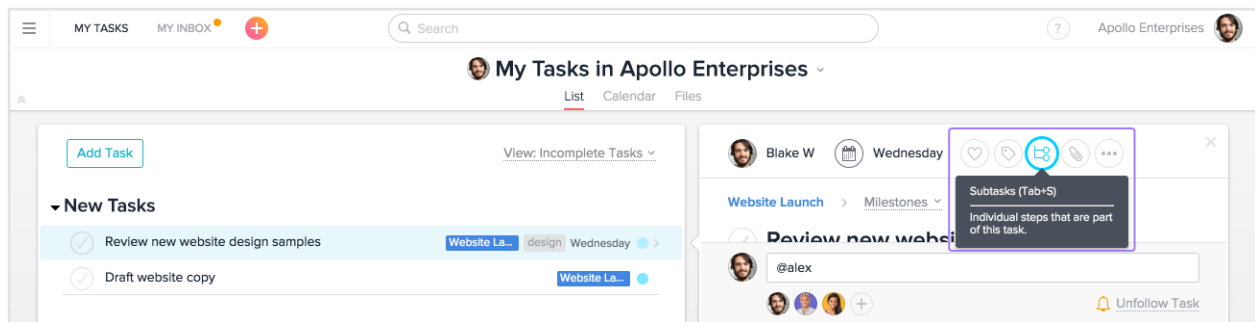 MY TASKS MY INBOX Search ? Apollo Enterprises
My Tasks in Apollo Enterprises
List Calendar Files
Add Task View: Incomplete Tasks
New Tasks
Review new website design samples Website La... design Wednesday
Draft website copy Website La...
Blake W Wednesday
Subtasks (Tab+S)
Individual steps that are part
of this task.
Website Launch > Milestones
Review new websi
@alex
Unfollow Task